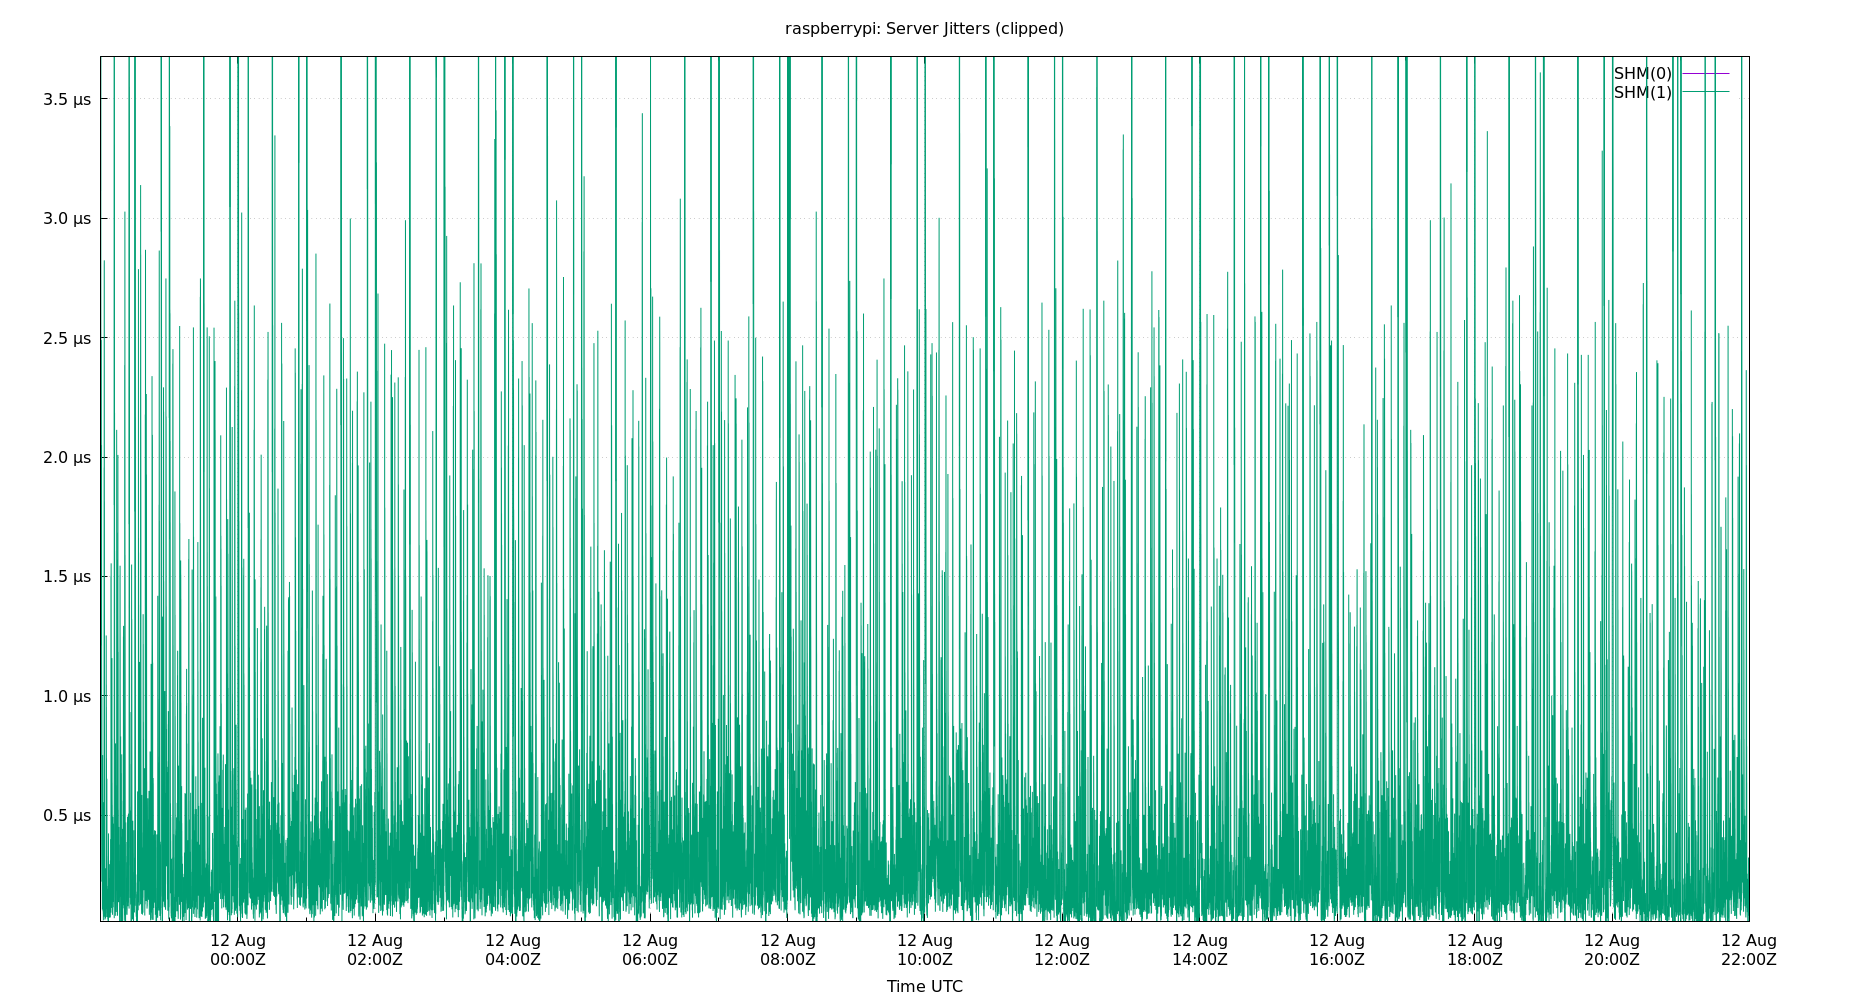 raspberrypi: Server Jitters (clipped)
SHM(0)
SHM(1)
3.5 µs
3.0 µs
2.5 µs
2.0 µs
1.5 µs
1.0 µs
0.5 µs
12 Aug 12 Aug 12 Aug 12 Aug 12 Aug 12 Aug 12 Aug 12 Aug 12 Aug 12 Aug 12 Aug 12 Aug
00:00Z 02:00Z 04:00Z 06:00Z 08:00Z 10:00Z 12:00Z 14:00Z 16:00Z 18:00Z 20:00Z 22:00Z
Time UTC